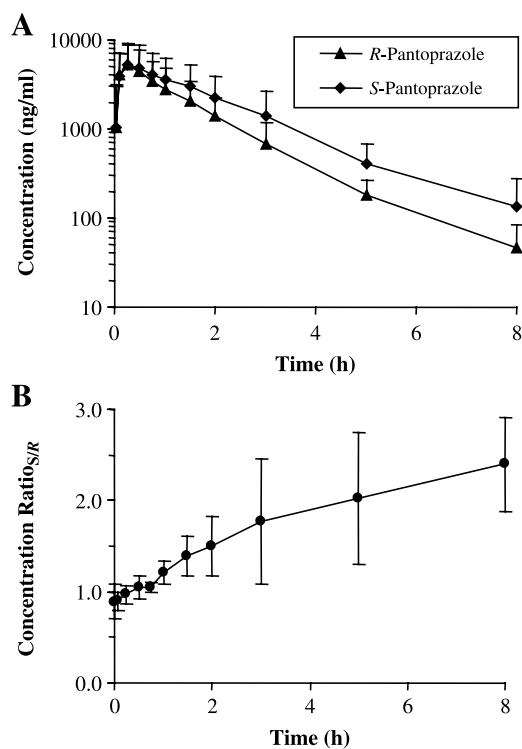 A
10000
1000
100
10
Concentration (ng/ml)
R-Pantoprazole
S-Pantoprazole
0
2
4
6
8
Time (h)
B
3.0
2.0
1.0
0.0
Concentration RatioS/R
0
2
4
6
8
Time (h)